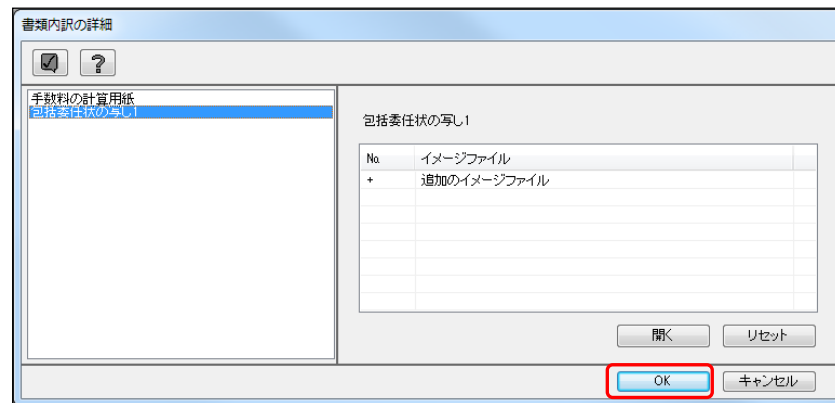 書類内訳の詳細
?
手数料の計算用紙
包括委任状の写し1
包括委任状の写し1
No. イメージファイル
+ 追加のイメージファイル
開く リセット
OK キャンセル